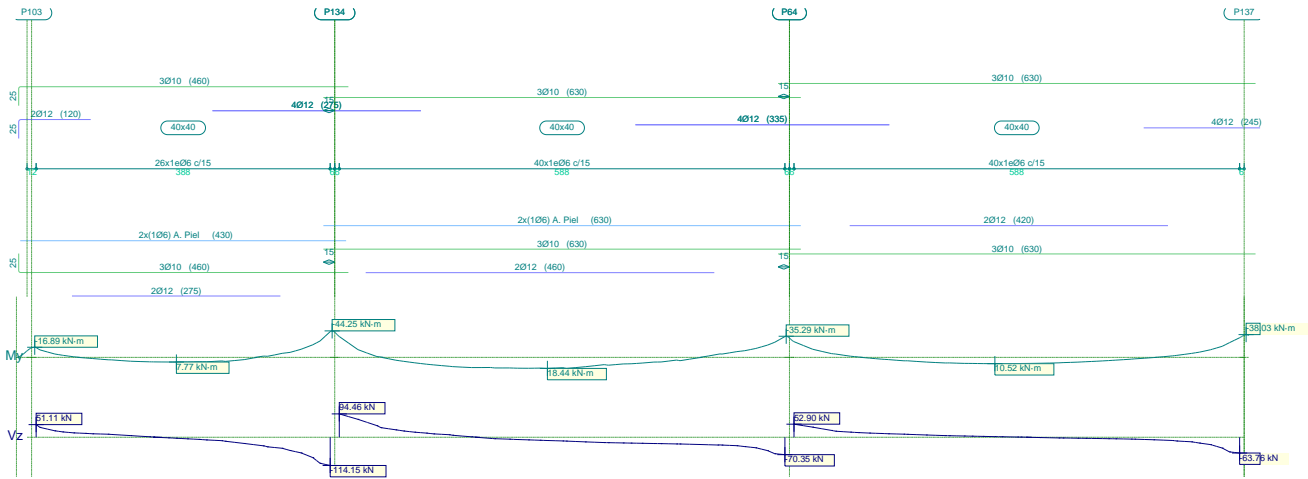 P103 P134 P64 P137
3Ø10 (460)
3Ø10 (630)
3Ø10 (630)
25
15
15
2Ø12 (120)
4Ø12 (275)
4Ø12 (335)
4Ø12 (245)
25
40x40 40x40 40x40
26x1eØ6 c/15 40x1eØ6 c/15 40x1eØ6 c/15
12 388 588 588
2x(1Ø6) A. Piel (630)
2Ø12 (420)
2x(1Ø6) A. Piel (430)
3Ø10 (630)
3Ø10 (630)
25
15
15
3Ø10 (460)
2Ø12 (460)
2Ø12 (275)
-16.89 kN·m
-44.25 kN·m
-35.29 kN·m
-38.03 kN·m
My
7.77 kN·m
18.44 kN·m
10.52 kN·m
51.11 kN
94.46 kN
52.90 kN
Vz
-114.15 kN
-70.35 kN
-63.76 kN